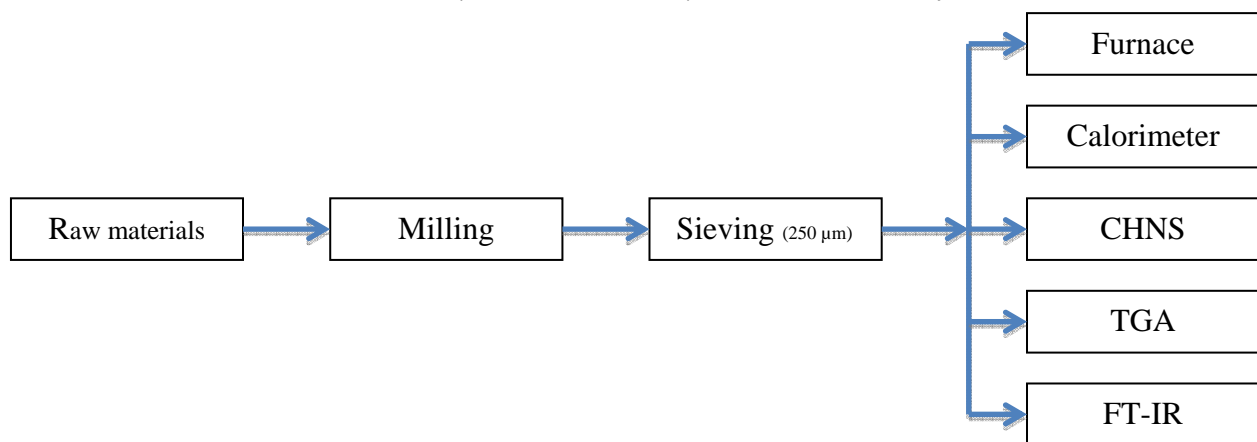 Furnace
Calorimeter
Raw materials
Milling
Sieving (250 µm)
CHNS
TGA
FT-IR